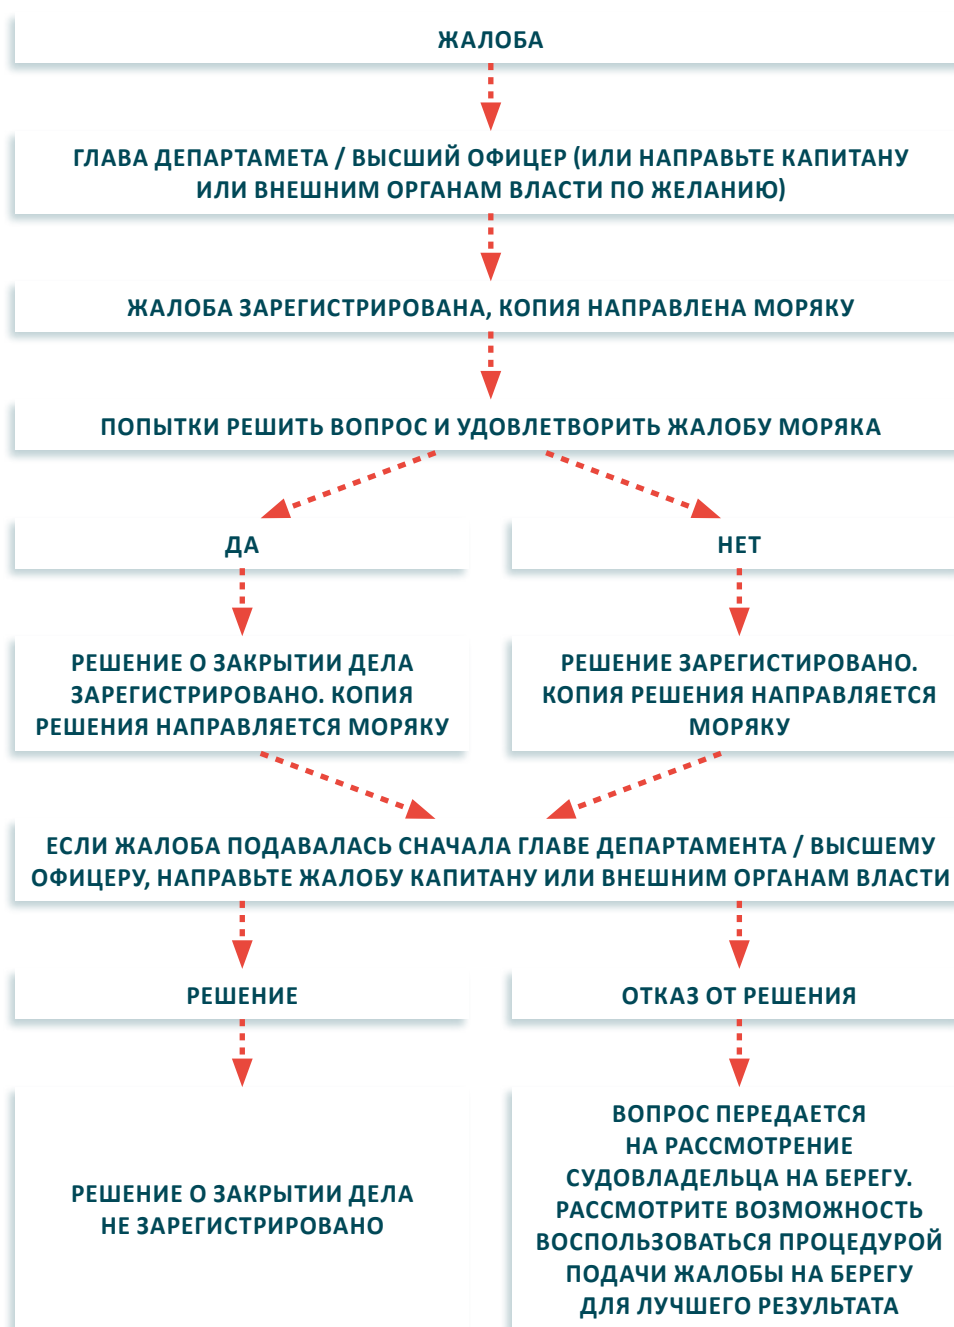 ЖАЛОБА
ГЛАВА ДЕПАРТАМЕТА / ВЫСШИЙ ОФИЦЕР (ИЛИ НАПРАВЬТЕ КАПИТАНУ
ИЛИ ВНЕШНИМ ОРГАНАМ ВЛАСТИ ПО ЖЕЛАНИЮ)
ЖАЛОБА ЗАРЕГИСТРИРОВАНА, КОПИЯ НАПРАВЛЕНА МОРЯКУ
ПОПЫТКИ РЕШИТЬ ВОПРОС И УДОВЛЕТВОРИТЬ ЖАЛОБУ МОРЯКА
ДА
НЕТ
РЕШЕНИЕ О ЗАКРЫТИИ ДЕЛА
ЗАРЕГИСТРИРОВАНО. КОПИЯ
РЕШЕНИЯ НАПРАВЛЯЕТСЯ МОРЯКУ
РЕШЕНИЕ ЗАРЕГИСТИРОВАНО.
КОПИЯ РЕШЕНИЯ НАПРАВЛЯЕТСЯ
МОРЯКУ
ЕСЛИ ЖАЛОБА ПОДАВАЛАСЬ СНАЧАЛА ГЛАВЕ ДЕПАРТАМЕНТА / ВЫСШЕМУ
ОФИЦЕРУ, НАПРАВЬТЕ ЖАЛОБУ КАПИТАНУ ИЛИ ВНЕШНИМ ОРГАНАМ ВЛАСТИ
РЕШЕНИЕ
ОТКАЗ ОТ РЕШЕНИЯ
РЕШЕНИЕ О ЗАКРЫТИИ ДЕЛА
НЕ ЗАРЕГИСТРИРОВАНО
ВОПРОС ПЕРЕДАЕТСЯ
НА РАССМОТРЕНИЕ
СУДОВЛАДЕЛЬЦА НА БЕРЕГУ.
РАССМОТРИТЕ ВОЗМОЖНОСТЬ
ВОСПОЛЬЗОВАТЬСЯ ПРОЦЕДУРОЙ
ПОДАЧИ ЖАЛОБЫ НА БЕРЕГУ
ДЛЯ ЛУЧШЕГО РЕЗУЛЬТАТА